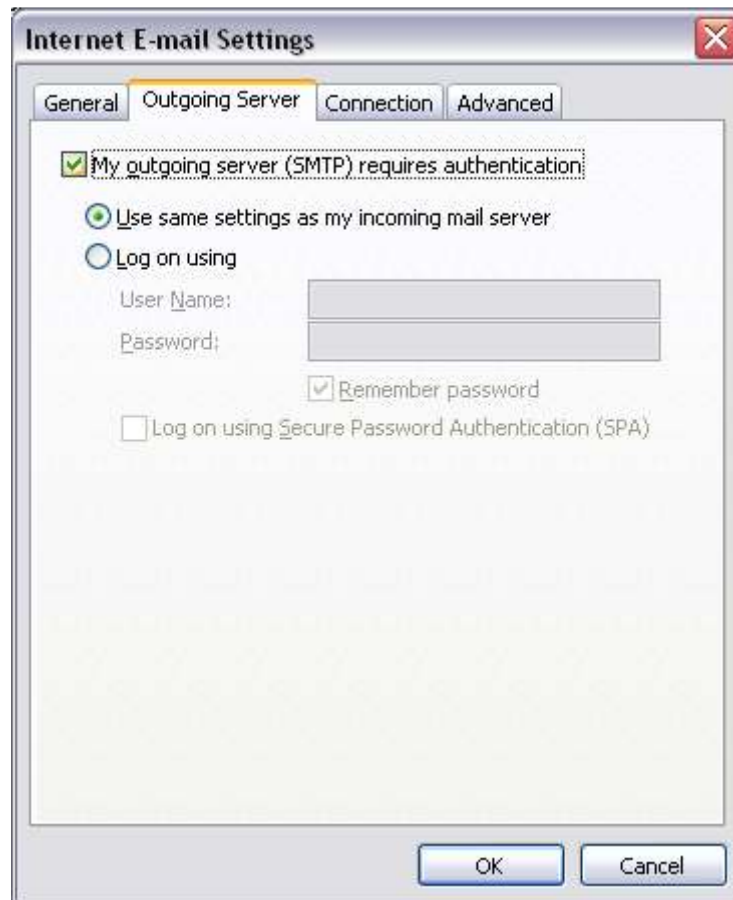 Internet E-mail Settings
General Outgoing Server Connection Advanced
My outgoing server (SMTP) requires authentication
Use same settings as my incoming mail server
Log on using
User Name:
Password:
Remember password
Log on using Secure Password Authentication (SPA)
OK Cancel